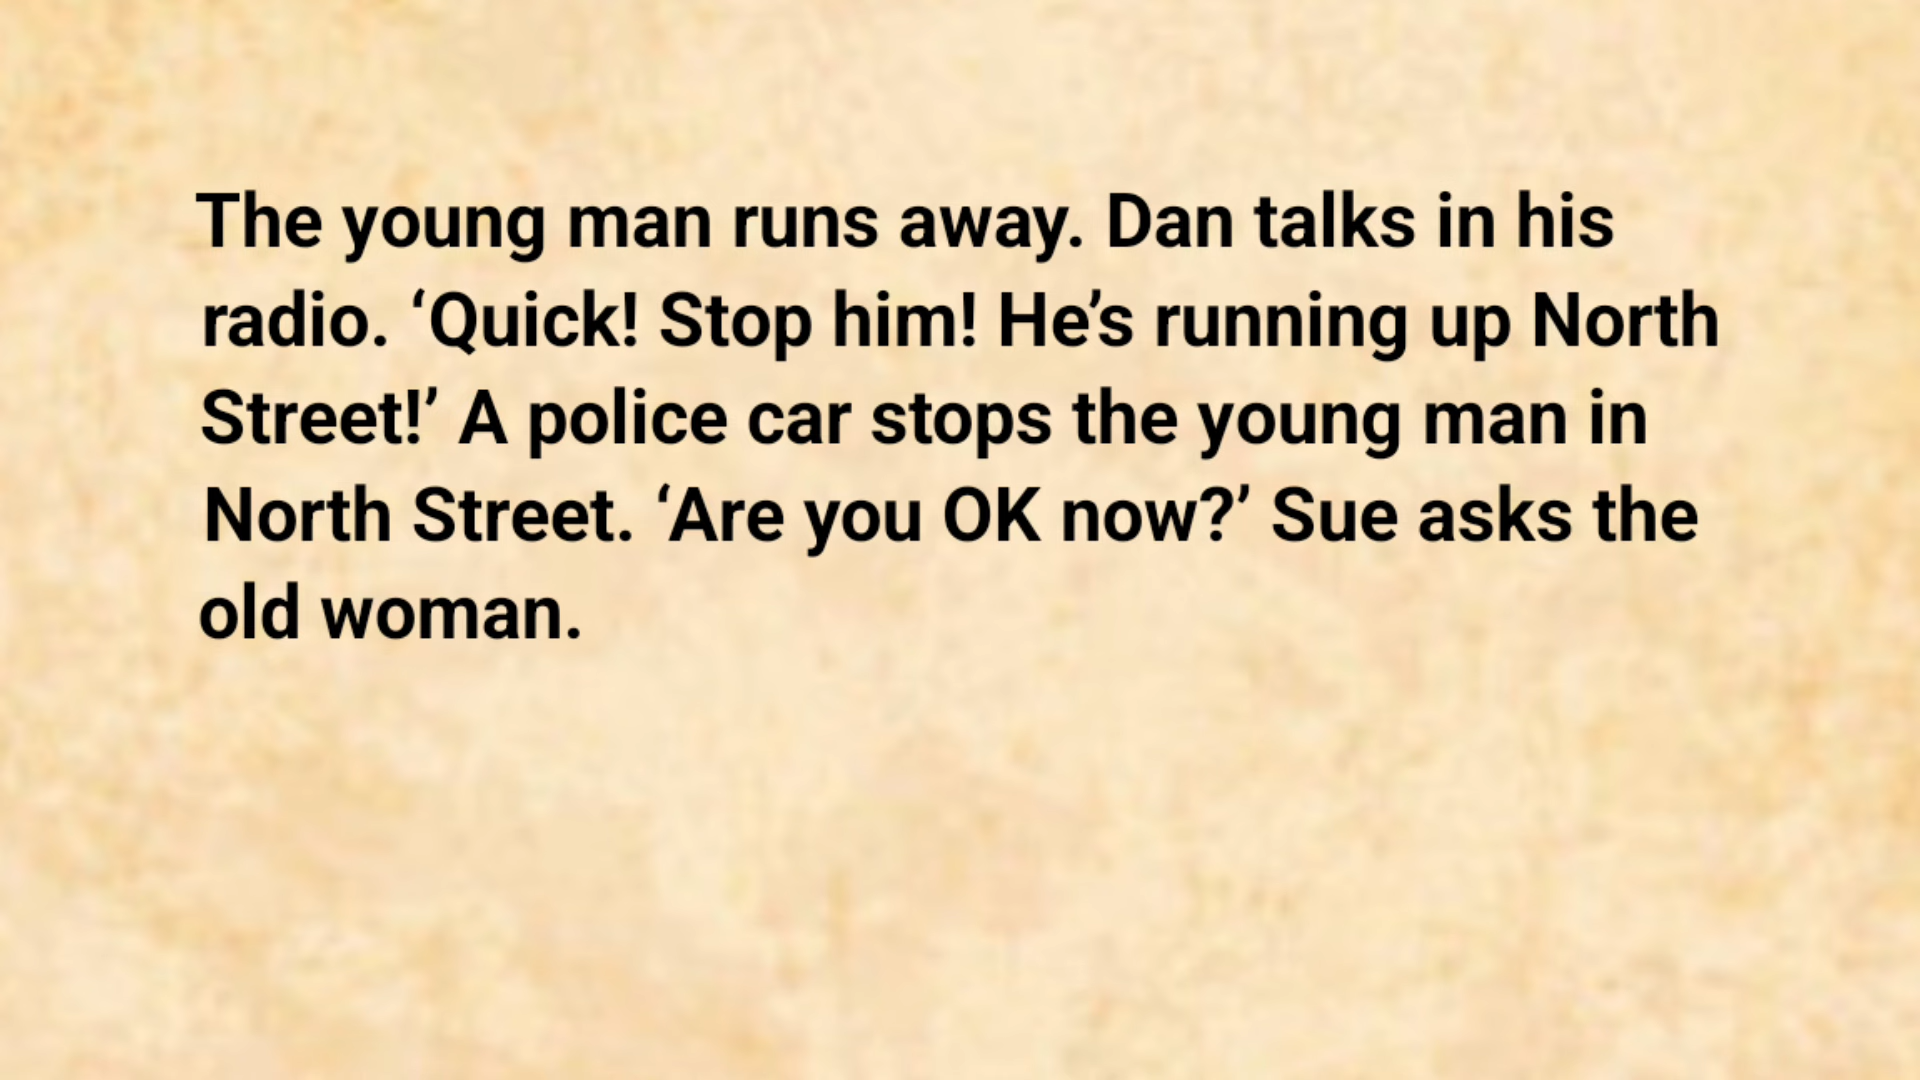 The young man runs away. Dan talks in his
radio. ‘Quick! Stop him! He’s running up North
Street!’ A police car stops the young man in
North Street. ‘Are you OK now?’ Sue asks the
old woman.